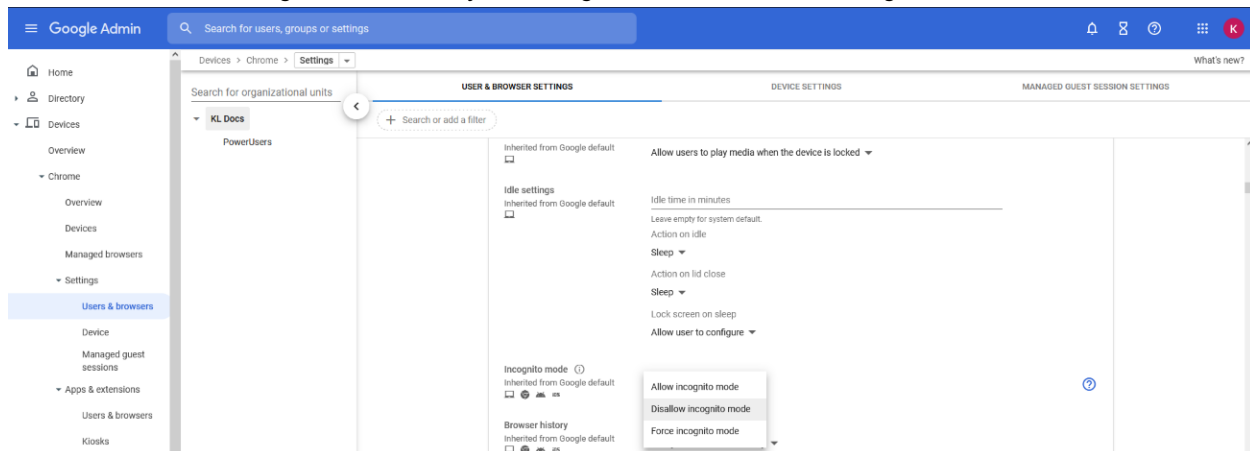 Google Admin
Search for users, groups or settings
K
Devices > Chrome > Settings
What's new?
Home
Directory
Devices
Overview
Chrome
Overview
Devices
Managed browsers
Settings
Users & browsers
Device
Managed guest
sessions
Apps & extensions
Users & browsers
Kiosks
Search for organizational units
KL Docs
PowerUsers
USER & BROWSER SETTINGS
DEVICE SETTINGS
MANAGED GUEST SESSION SETTINGS
+ Search or add a filter
Inherited from Google default
Allow users to play media when the device is locked
Idle settings
Inherited from Google default
Idle time in minutes
Leave empty for system default.
Action on idle
Sleep
Action on lid close
Sleep
Lock screen on sleep
Allow user to configure
Incognito mode
Inherited from Google default
Allow incognito mode
Disallow incognito mode
Force incognito mode
Browser history
Inherited from Google default